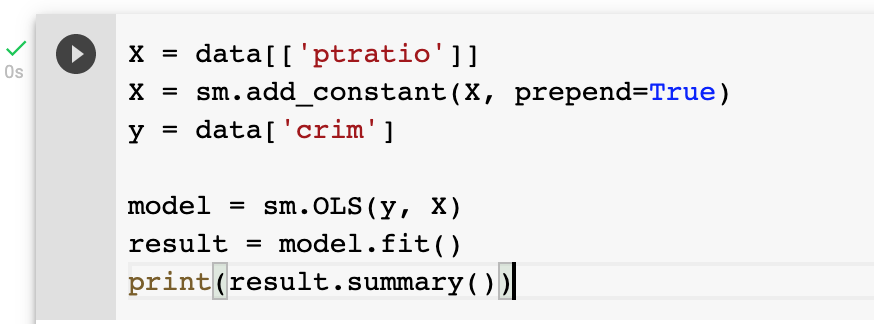 X = data[['ptratio']]
X = sm.add_constant(X, prepend=True)
y = data['crim']
model = sm.OLS(y, X)
result = model.fit()
print(result.summary())
0s